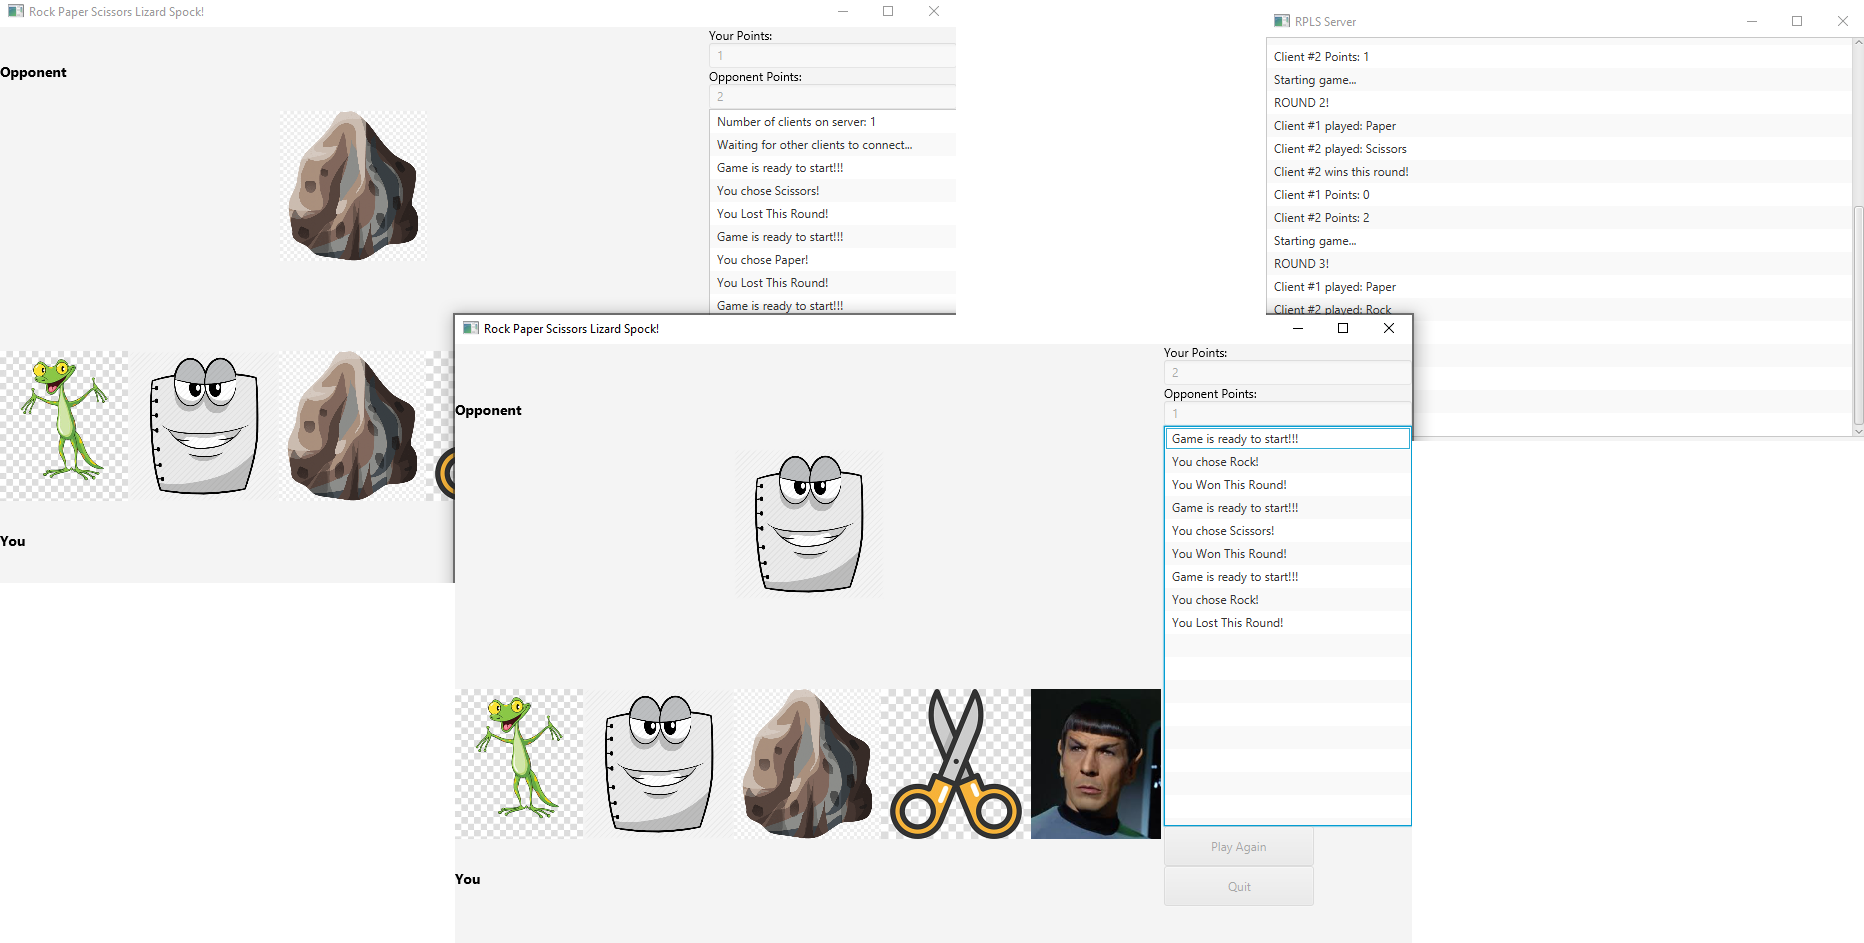 Rock Paper Scissors Lizard Spock!
Opponent
Your Points:
1
Opponent Points:
2
Number of clients on server: 1
Waiting for other clients to connect...
Game is ready to start!!!
You chose Scissors!
You Lost This Round!
Game is ready to start!!!
You chose Paper!
You Lost This Round!
Game is ready to start!!!
You
RPLS Server
Client #2 Points: 1
Starting game...
ROUND 2!
Client #1 played: Paper
Client #2 played: Scissors
Client #2 wins this round!
Client #1 Points: 0
Client #2 Points: 2
Starting game...
ROUND 3!
Client #1 played: Paper
Client #2 played: Rock
Rock Paper Scissors Lizard Spock!
Opponent
Your Points:
2
Opponent Points:
1
Game is ready to start!!!
You chose Rock!
You Won This Round!
Game is ready to start!!!
You chose Scissors!
You Won This Round!
Game is ready to start!!!
You chose Rock!
You Lost This Round!
Play Again
Quit
You